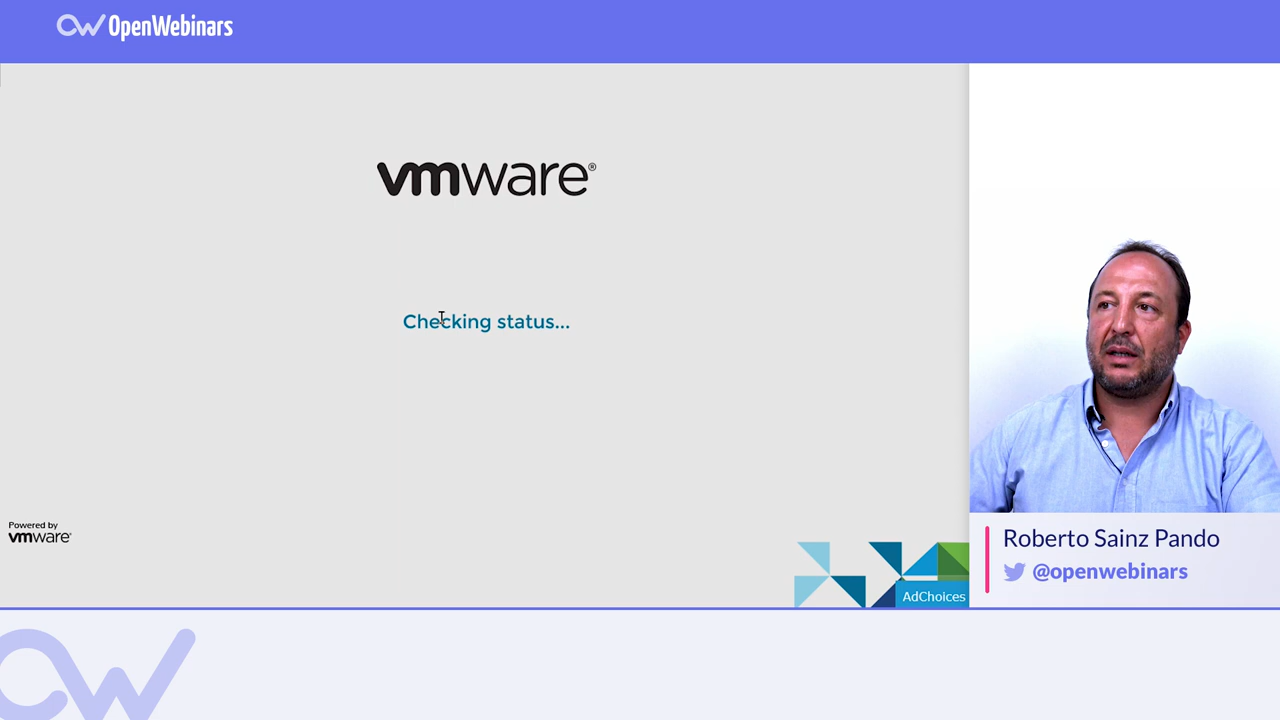 OpenWebinars
vmware®
Checking status...
Powered by
vmware®
AdChoices
Roberto Sainz Pando
@openwebinars